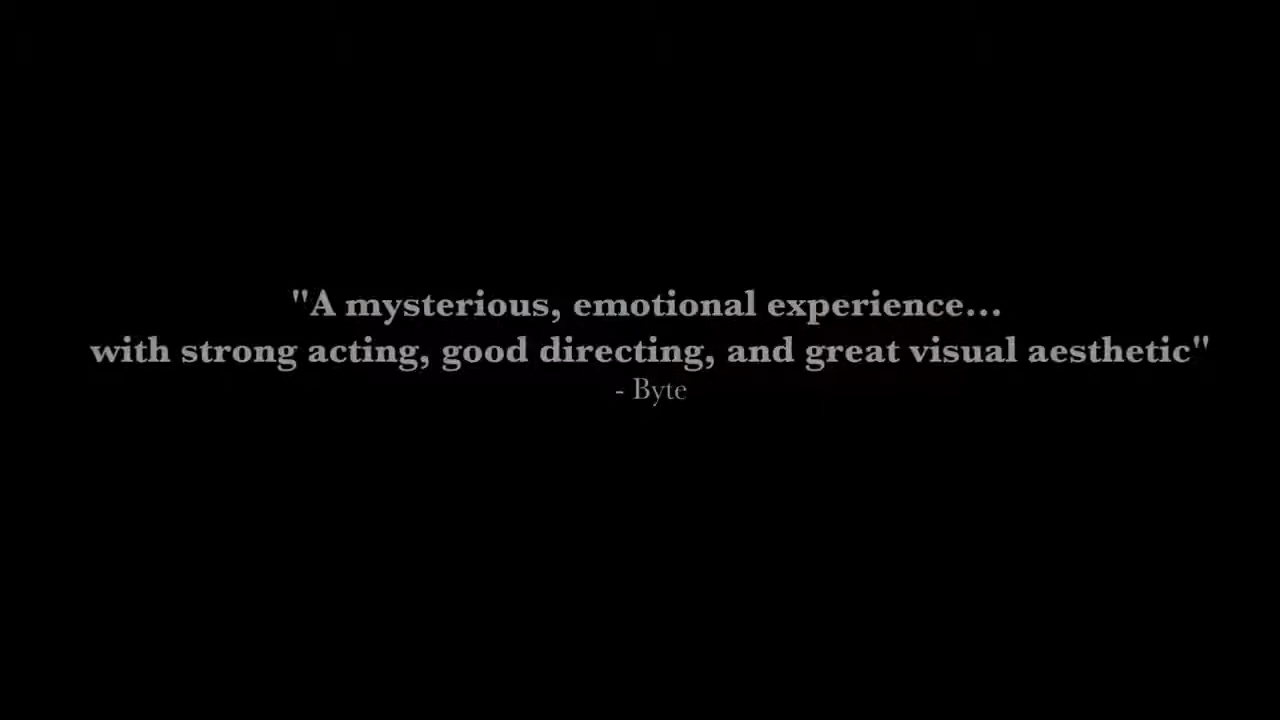 "A mysterious, emotional experience...
with strong acting, good directing, and great visual aesthetic"
- Byte